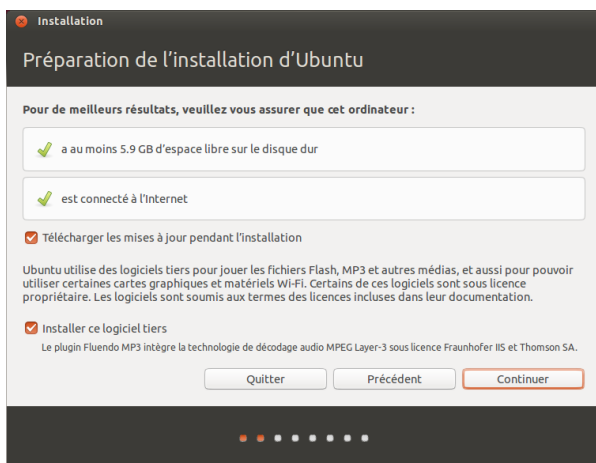 Installation
Préparation de l'installation d'Ubuntu
Pour de meilleurs résultats, veuillez vous assurer que cet ordinateur :
a au moins 5.9 GB d'espace libre sur le disque dur
est connecté à l'Internet
Télécharger les mises à jour pendant l'installation
Ubuntu utilise des logiciels tiers pour jouer les fichiers Flash, MP3 et autres médias, et aussi pour pouvoir
utiliser certaines cartes graphiques et matériels Wi-Fi. Certains de ces logiciels sont sous licence
propriétaire. Les logiciels sont soumis aux termes des licences incluses dans leur documentation.
Installer ce logiciel tiers
Le plugin Fluendo MP3 intègre la technologie de décodage audio MPEG Layer-3 sous licence Fraunhofer IIS et Thomson SA.
Quitter
Précédent
Continuer